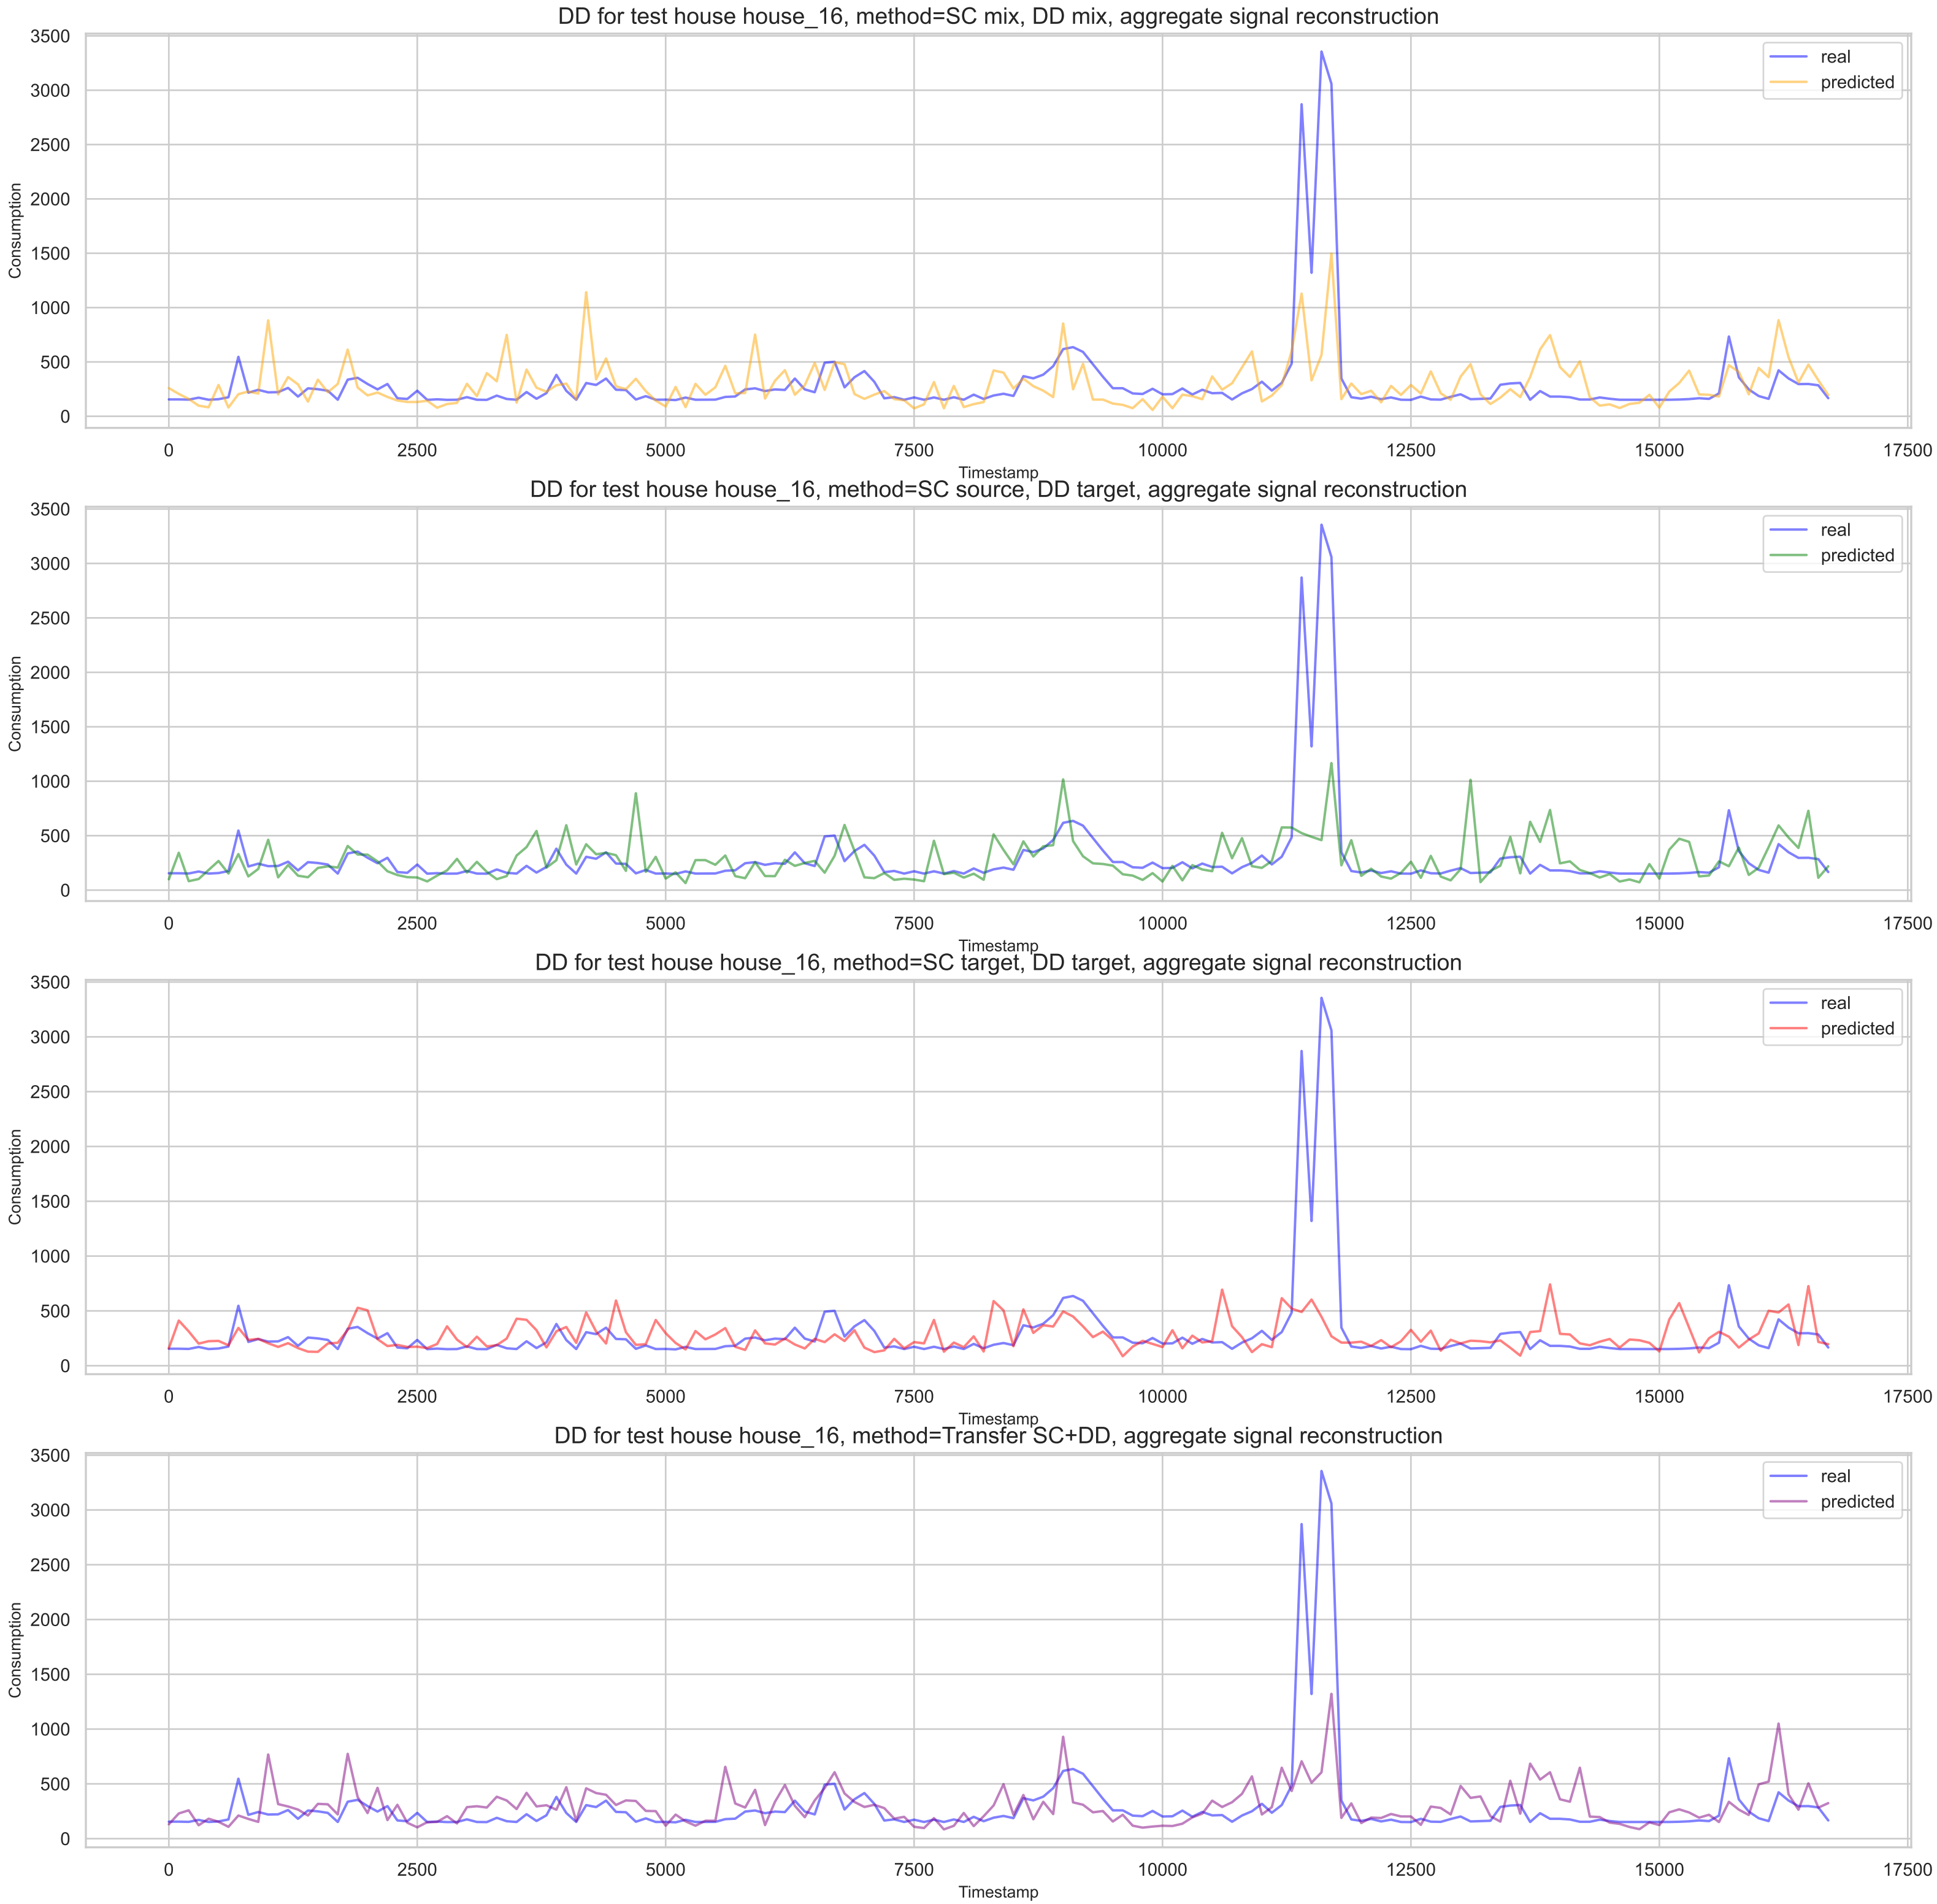 DD for test house house_16, method=SC mix, DD mix, aggregate signal reconstruction
3500
3000
2500
2000
1500
1000
500
0
Consumption
real
predicted
0 2500 5000 7500 10000 12500 15000 17500
Timestamp
DD for test house house_16, method=SC source, DD target, aggregate signal reconstruction
3500
3000
2500
2000
1500
1000
500
0
Consumption
real
predicted
0 2500 5000 7500 10000 12500 15000 17500
Timestamp
DD for test house house_16, method=SC target, DD target, aggregate signal reconstruction
3500
3000
2500
2000
1500
1000
500
0
Consumption
real
predicted
0 2500 5000 7500 10000 12500 15000 17500
Timestamp
DD for test house house_16, method=Transfer SC+DD, aggregate signal reconstruction
3500
3000
2500
2000
1500
1000
500
0
Consumption
real
predicted
0 2500 5000 7500 10000 12500 15000 17500
Timestamp